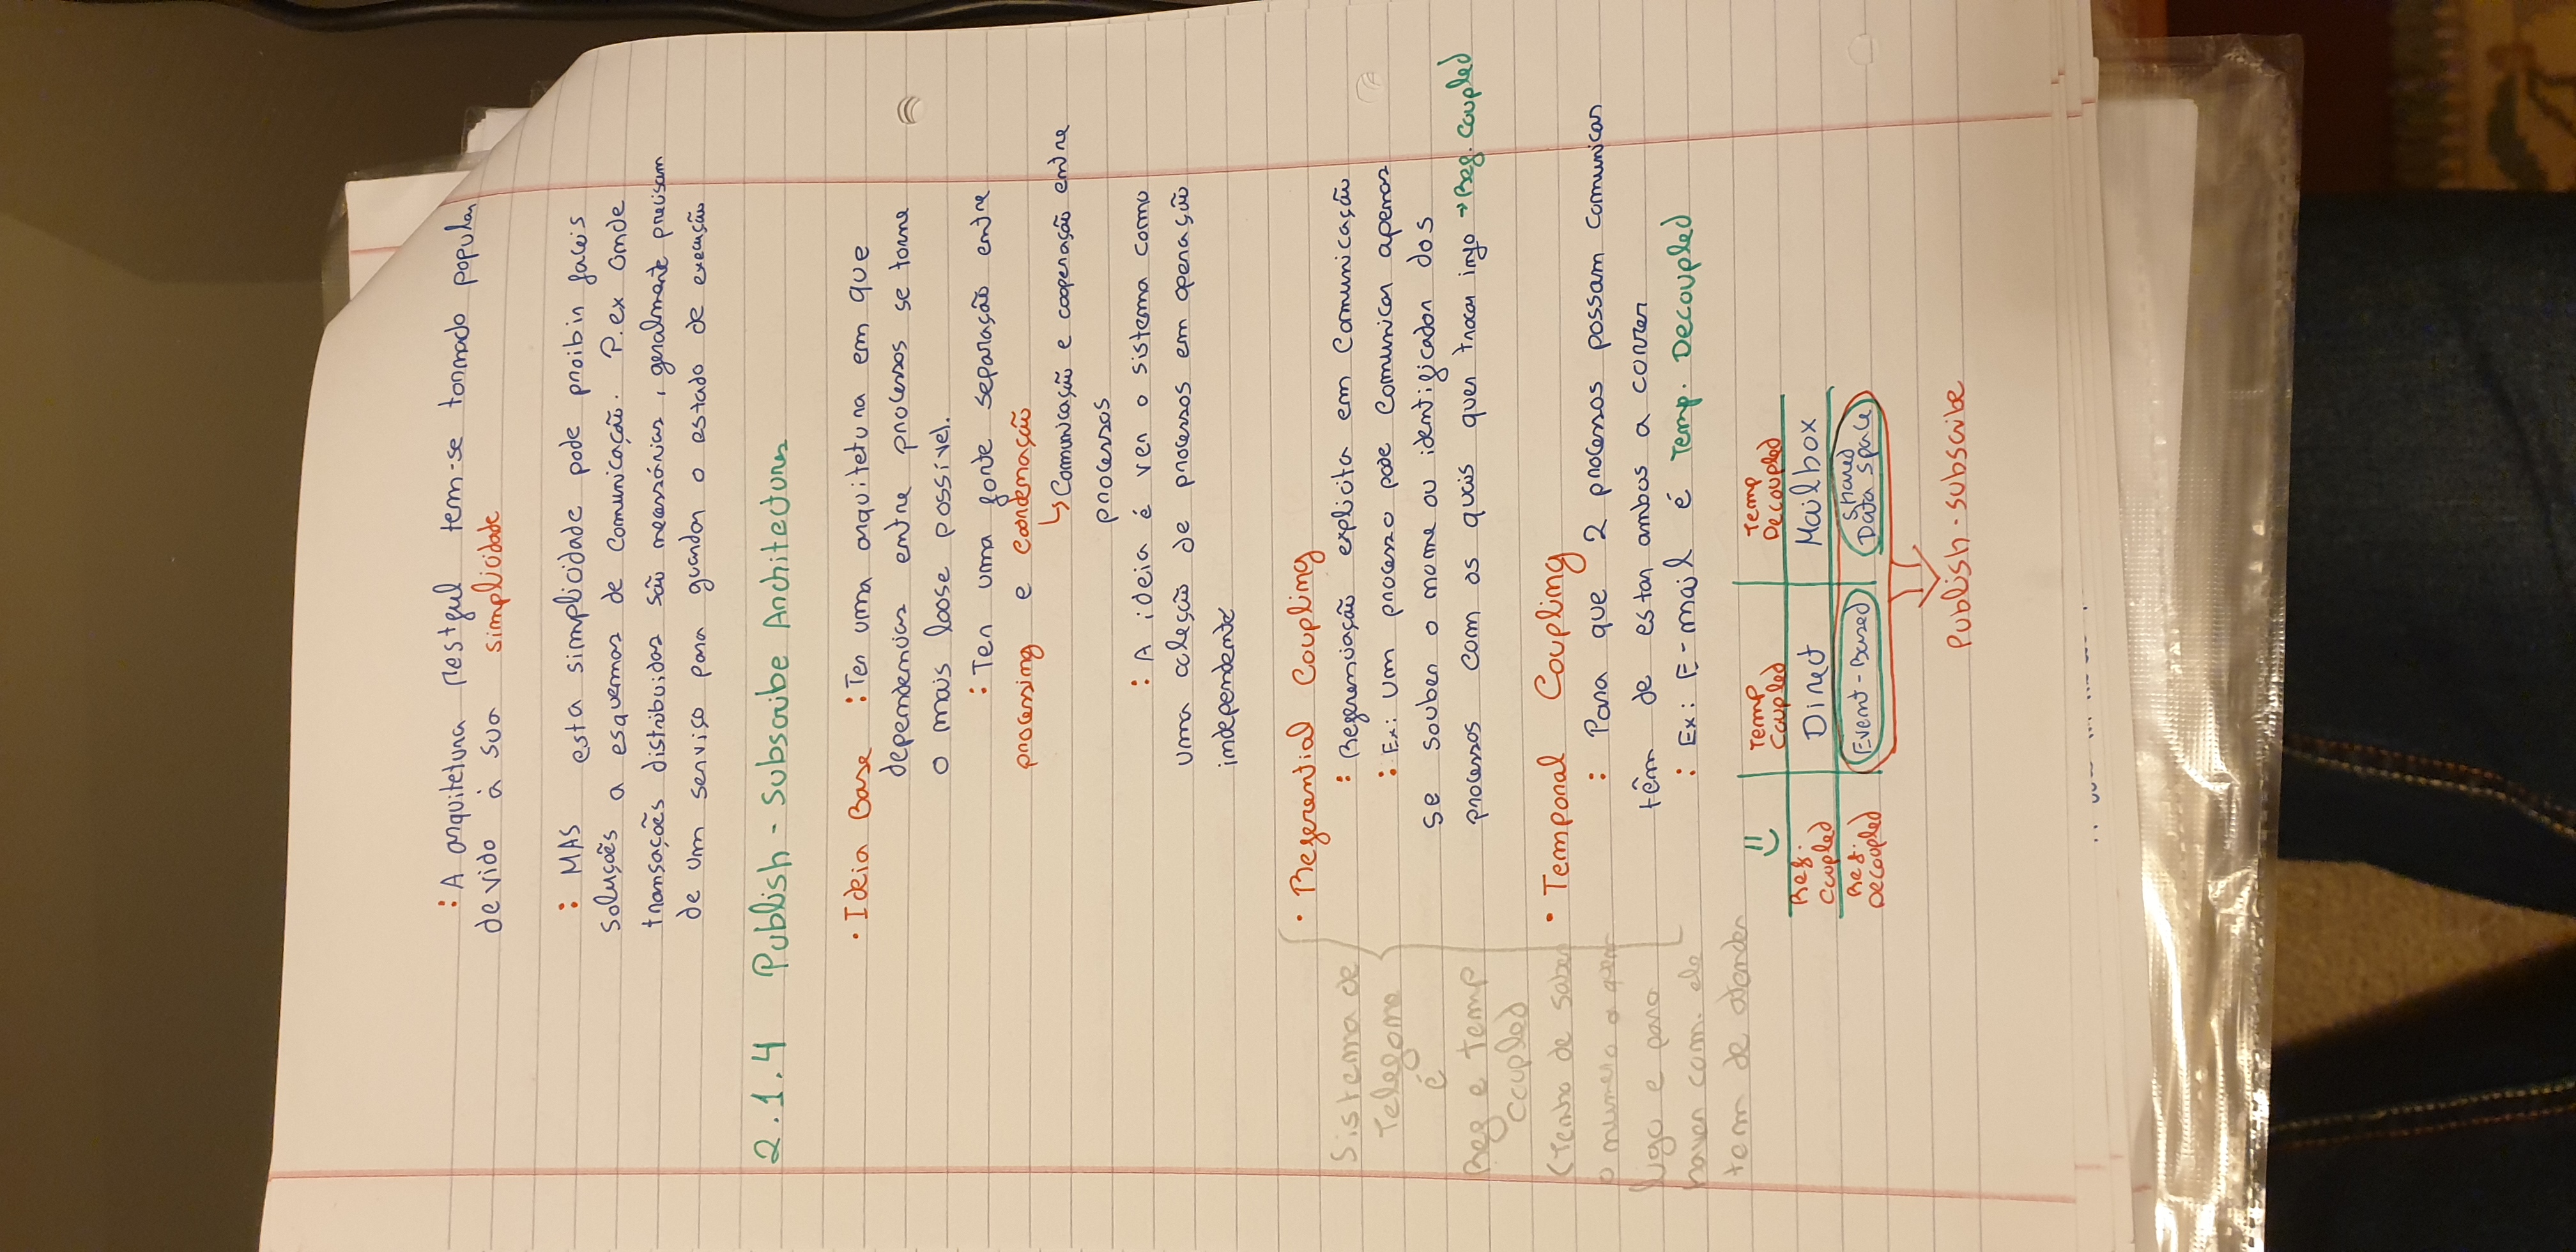 : A arquitetura Restful tem-se tornado popular
devido à sua simplicidade
: MAS esta simplicidade pode proibir faceis
soluções a esquemas de comunicação. P.ex onde
transações distribuidas são necessárias, geralmente precisam
de um serviço para guardar o estado de execução
2.1.4 Publish - Subscribe Architectures
· Ideia Base : Ter uma arquitetura em que
dependencias entre processos se torne
o mais loose possível.
: Ter uma forte separação entre
processing e coordenação
↳ Comunicação e cooperação entre
processos
: A ideia é ver o sistema como
uma coleção de processos em operação
independente
· Referential Coupling
: Referenciação explicita em Comunicação
: Ex: Um processo pode comunicar apenas
se souber o nome ou identificador dos
processos com os quais quer trocar info → Ref. Coupled
Sistema de
Telefone
é
Ref e temp
coupled
(Tenho de saber
o numero a quem
ligo e para
haver com. ele
tem de atender
· Temporal Coupling
: Para que 2 processos possam comunicar
têm de estar ambos a correr
: Ex: E-mail é Temp. Decoupled
Temp Coupled
Temp Decoupled
Ref. Coupled
Direct
Mailbox
Ref. Decoupled
Event-Based
Shared Data Space
Publish-subscribe